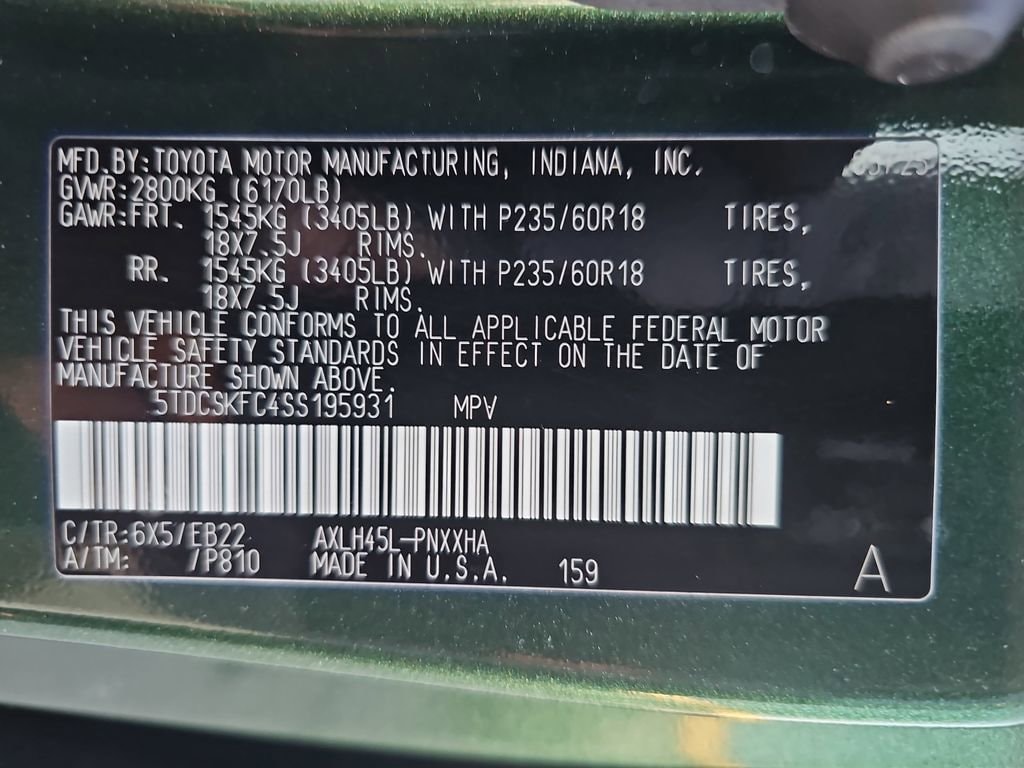 MFD.BY:TOYOTA MOTOR MANUFACTURING, INDIANA, INC.
GVWR:2800KG (6170LB)
GAWR:FRT. 1545KG (3405LB) WITH P235/60R18 TIRES,
18X7.5J RIMS.
RR. 1545KG (3405LB) WITH P235/60R18 TIRES,
18X7.5J RIMS.
THIS VEHICLE CONFORMS TO ALL APPLICABLE FEDERAL MOTOR
VEHICLE SAFETY STANDARDS IN EFFECT ON THE DATE OF
MANUFACTURE SHOWN ABOVE.
5TDCSKFC4SS195931 MPV
C/TR:6X5/EB22 AXLH45L-PNXXHA
A/TM: /P810 MADE IN U.S.A. 159 A